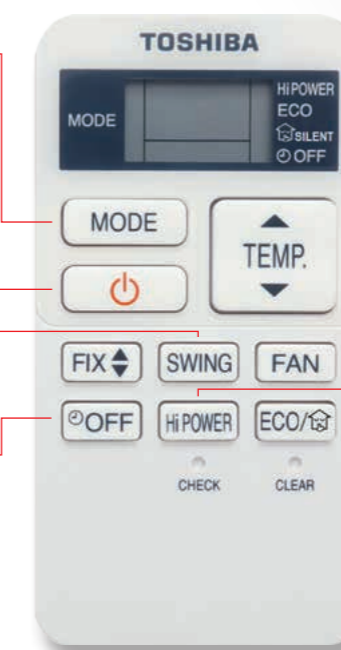 TOSHIBA
MODE
Hi POWER
ECO
SILENT
OFF
MODE
TEMP.
FIX
SWING
FAN
OFF
Hi POWER
ECO/
CHECK
CLEAR